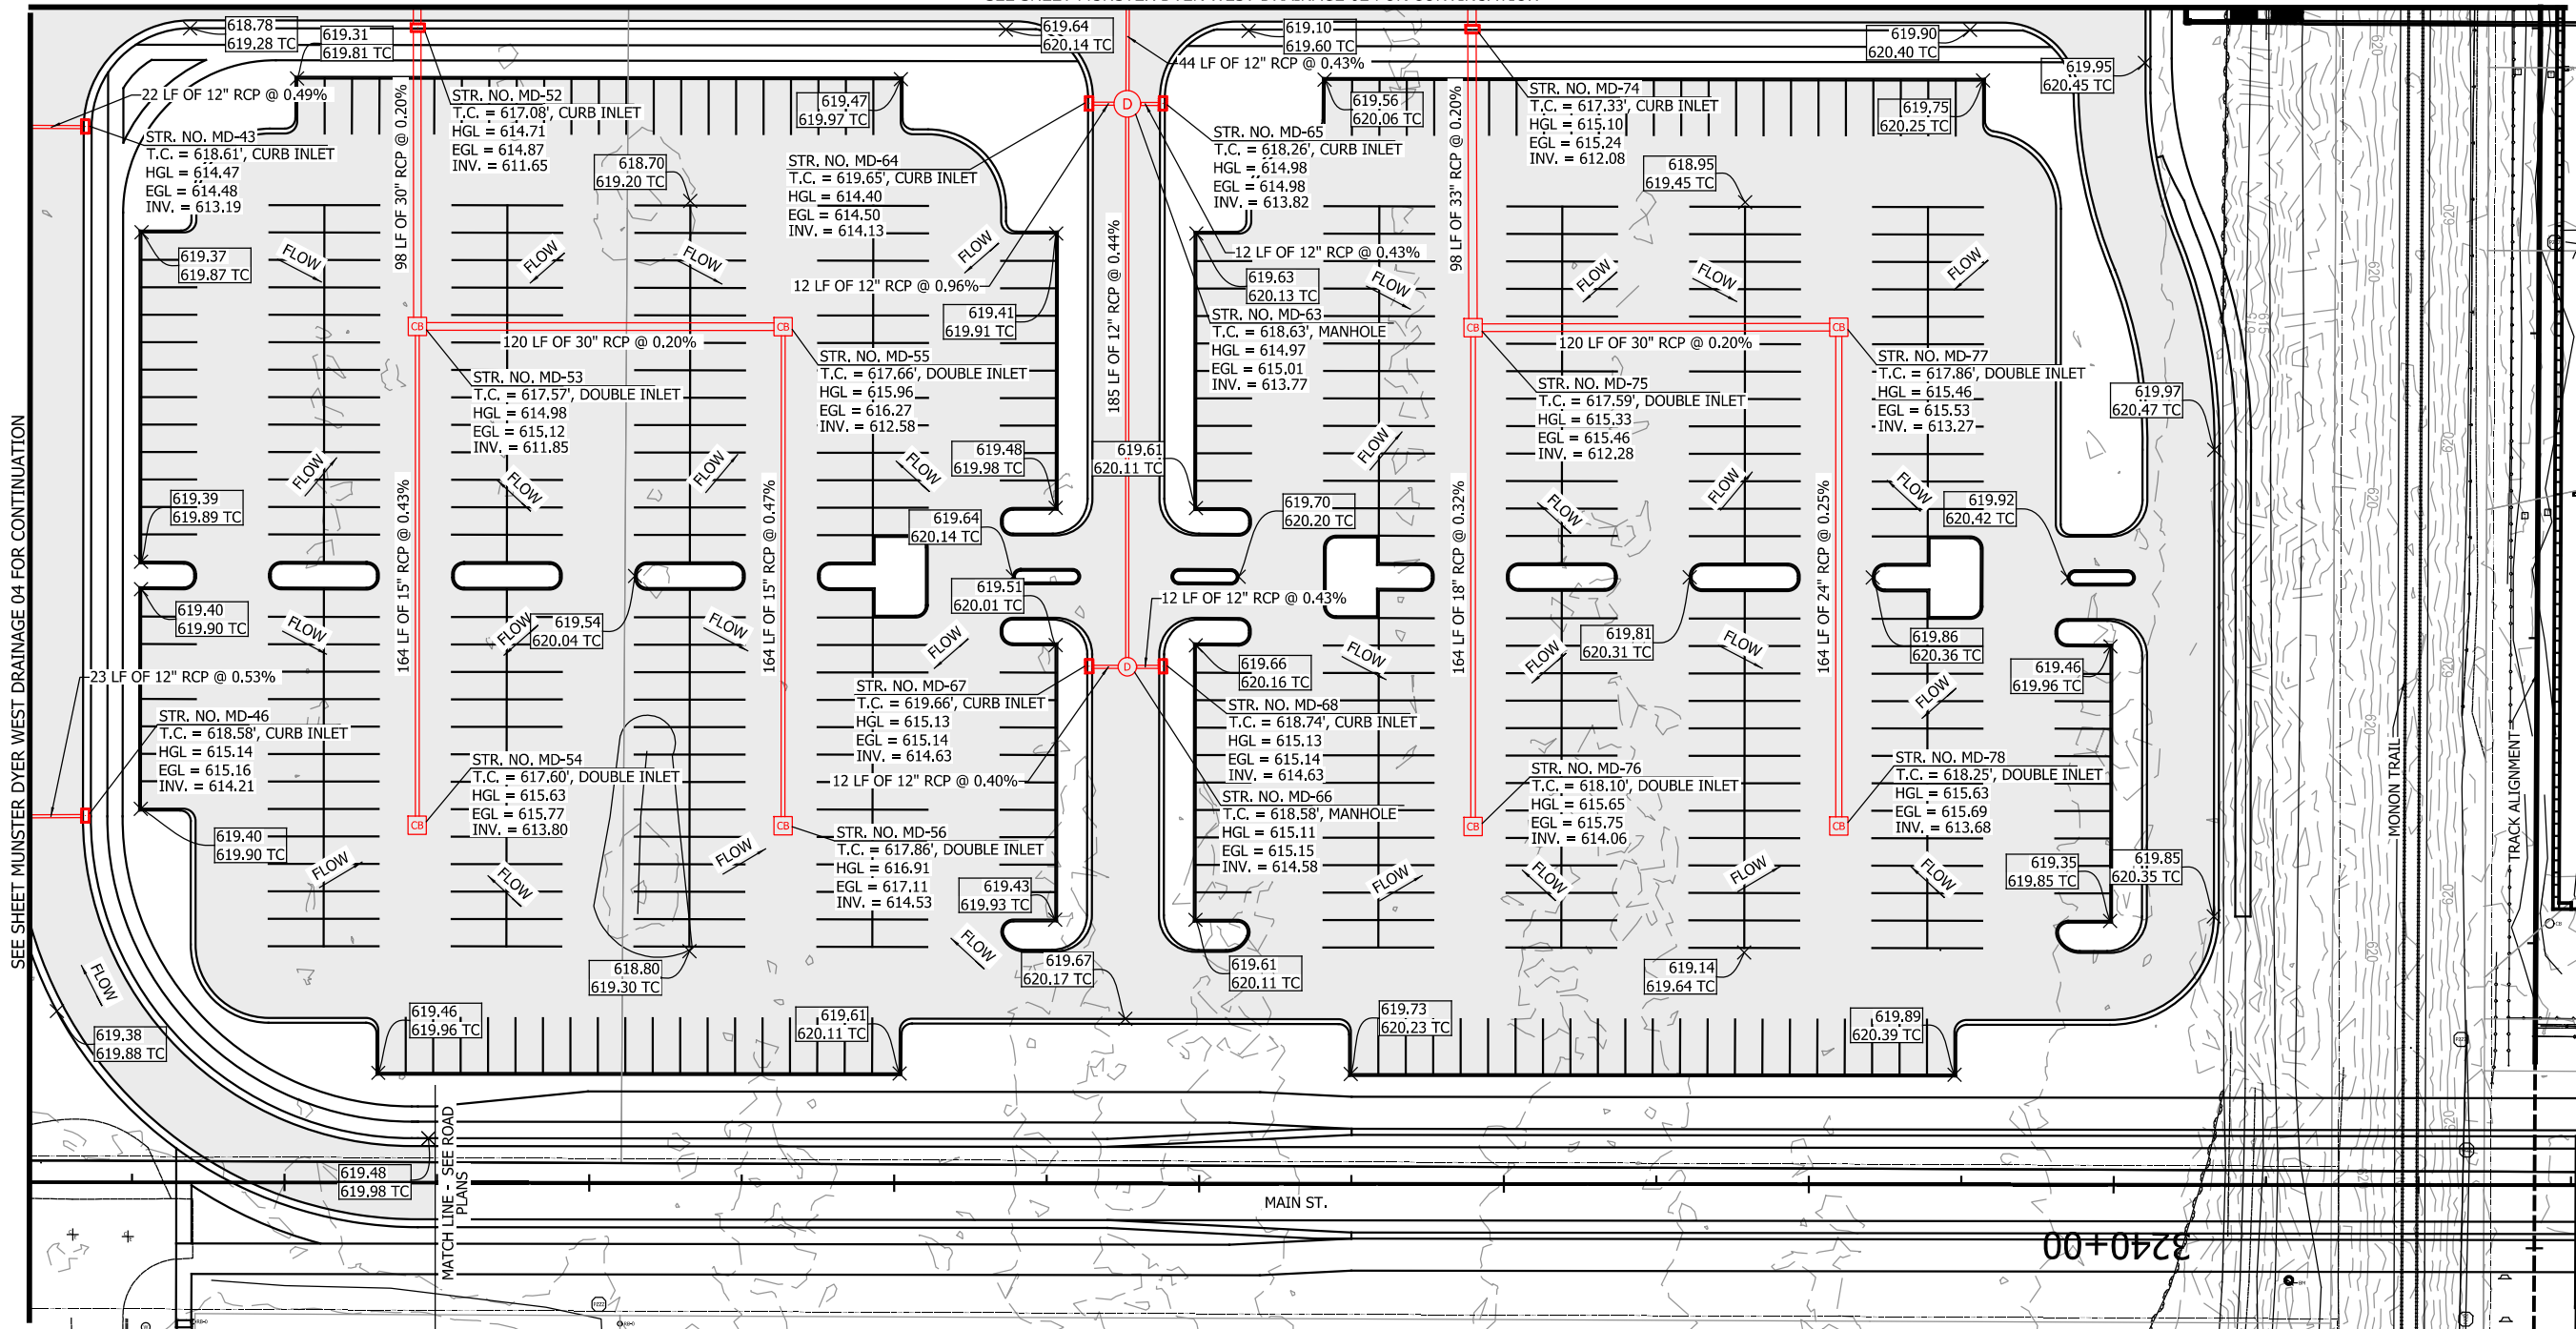 618.78
619.28 TC
619.31
619.81 TC
619.64
620.14 TC
619.10
619.60 TC
619.90
620.40 TC
619.95
620.45 TC
44 LF OF 12" RCP @ 0.43%
22 LF OF 12" RCP @ 0.49%
STR. NO. MD-43
T.C. = 618.61', CURB INLET
HGL = 614.47
EGL = 614.48
INV. = 613.19
98 LF OF 30" RCP @ 0.20%
STR. NO. MD-52
T.C. = 617.08', CURB INLET
HGL = 614.71
EGL = 614.87
INV. = 611.65
618.70
619.20 TC
619.47
619.97 TC
STR. NO. MD-64
T.C. = 619.65', CURB INLET
HGL = 614.40
EGL = 614.50
INV. = 614.13
D
STR. NO. MD-65
T.C. = 618.26', CURB INLET
HGL = 614.98
EGL = 614.98
INV. = 613.82
619.56
620.06 TC
98 LF OF 33" RCP @ 0.20%
STR. NO. MD-74
T.C. = 617.33', CURB INLET
HGL = 615.10
EGL = 615.24
INV. = 612.08
618.95
619.45 TC
619.75
620.25 TC
619.37
619.87 TC
FLOW
FLOW
FLOW
FLOW
12 LF OF 12" RCP @ 0.96%
185 LF OF 12" RCP @ 0.44%
12 LF OF 12" RCP @ 0.43%
619.63
620.13 TC
FLOW
FLOW
FLOW
FLOW
619.41
619.91 TC
STR. NO. MD-63
T.C. = 618.63', MANHOLE
HGL = 614.97
EGL = 615.01
INV. = 613.77
CB
120 LF OF 30" RCP @ 0.20%
CB
CB
120 LF OF 30" RCP @ 0.20%
CB
STR. NO. MD-53
T.C. = 617.57', DOUBLE INLET
HGL = 614.98
EGL = 615.12
INV. = 611.85
STR. NO. MD-55
T.C. = 617.66', DOUBLE INLET
HGL = 615.96
EGL = 616.27
INV. = 612.58
STR. NO. MD-75
T.C. = 617.59', DOUBLE INLET
HGL = 615.33
EGL = 615.46
INV. = 612.28
STR. NO. MD-77
T.C. = 617.86', DOUBLE INLET
HGL = 615.46
EGL = 615.53
INV. = 613.27
619.97
620.47 TC
SEE SHEET MUNSTER DYER WEST DRAINAGE 04 FOR CONTINUATION
619.39
619.89 TC
FLOW
164 LF OF 15" RCP @ 0.43%
FLOW
FLOW
164 LF OF 15" RCP @ 0.47%
FLOW
619.48
619.98 TC
619.61
620.11 TC
619.64
620.14 TC
619.70
620.20 TC
FLOW
164 LF OF 18" RCP @ 0.32%
FLOW
FLOW
164 LF OF 24" RCP @ 0.25%
FLOW
619.92
620.42 TC
619.40
619.90 TC
FLOW
FLOW
619.54
620.04 TC
FLOW
FLOW
619.51
620.01 TC
12 LF OF 12" RCP @ 0.43%
D
619.66
620.16 TC
FLOW
FLOW
619.81
620.31 TC
FLOW
619.86
620.36 TC
FLOW
619.46
619.96 TC
23 LF OF 12" RCP @ 0.53%
STR. NO. MD-46
T.C. = 618.58', CURB INLET
HGL = 615.14
EGL = 615.16
INV. = 614.21
STR. NO. MD-67
T.C. = 619.66', CURB INLET
HGL = 615.13
EGL = 615.14
INV. = 614.63
12 LF OF 12" RCP @ 0.40%
STR. NO. MD-68
T.C. = 618.74', CURB INLET
HGL = 615.13
EGL = 615.14
INV. = 614.63
STR. NO. MD-54
T.C. = 617.60', DOUBLE INLET
HGL = 615.63
EGL = 615.77
INV. = 613.80
CB
CB
STR. NO. MD-56
T.C. = 617.86', DOUBLE INLET
HGL = 616.91
EGL = 617.11
INV. = 614.53
STR. NO. MD-66
T.C. = 618.58', MANHOLE
HGL = 615.11
EGL = 615.15
INV. = 614.58
CB
STR. NO. MD-76
T.C. = 618.10', DOUBLE INLET
HGL = 615.65
EGL = 615.75
INV. = 614.06
CB
STR. NO. MD-78
T.C. = 618.25', DOUBLE INLET
HGL = 615.63
EGL = 615.69
INV. = 613.68
619.40
619.90 TC
FLOW
FLOW
FLOW
619.43
619.93 TC
FLOW
FLOW
FLOW
FLOW
FLOW
619.35
619.85 TC
619.85
620.35 TC
FLOW
618.80
619.30 TC
619.67
620.17 TC
619.61
620.11 TC
619.14
619.64 TC
619.38
619.88 TC
619.46
619.96 TC
619.61
620.11 TC
619.73
620.23 TC
619.89
620.39 TC
619.48
619.98 TC
MATCH LINE - SEE ROAD
PLANS
MAIN ST.
3240+00
MONON TRAIL
TRACK ALIGNMENT
620
620
620
620
620
620
620
620
620
620
620
619
615